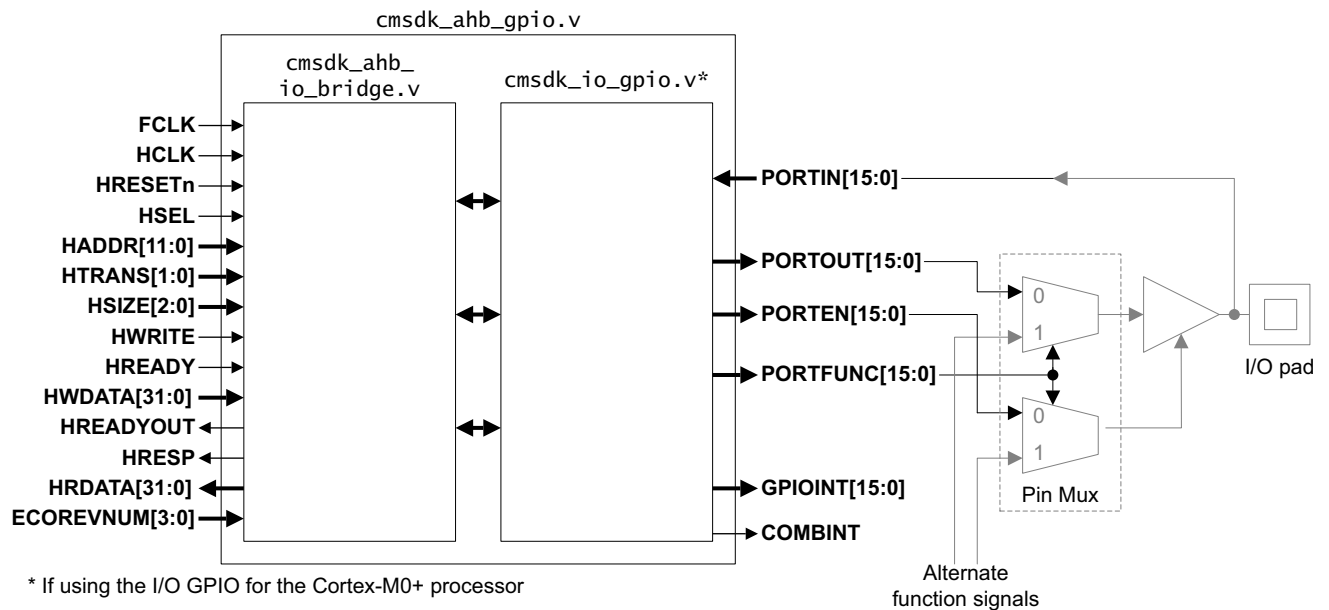 cmsdk_ahb_gpio.v
cmsdk_ahb_
io_bridge.v
cmsdk_io_gpio.v*
FCLK
HCLK
HRESETn
HSEL
HADDR[11:0]
HTRANS[1:0]
HSIZE[2:0]
HWRITE
HREADY
HWDATA[31:0]
HREADYOUT
HRESP
HRDATA[31:0]
ECOREVNUM[3:0]
PORTIN[15:0]
PORTOUT[15:0]
PORTEN[15:0]
PORTFUNC[15:0]
GPIOINT[15:0]
COMBINT
0
1
0
1
Pin Mux
I/O pad
Alternate
function signals
* If using the I/O GPIO for the Cortex-M0+ processor